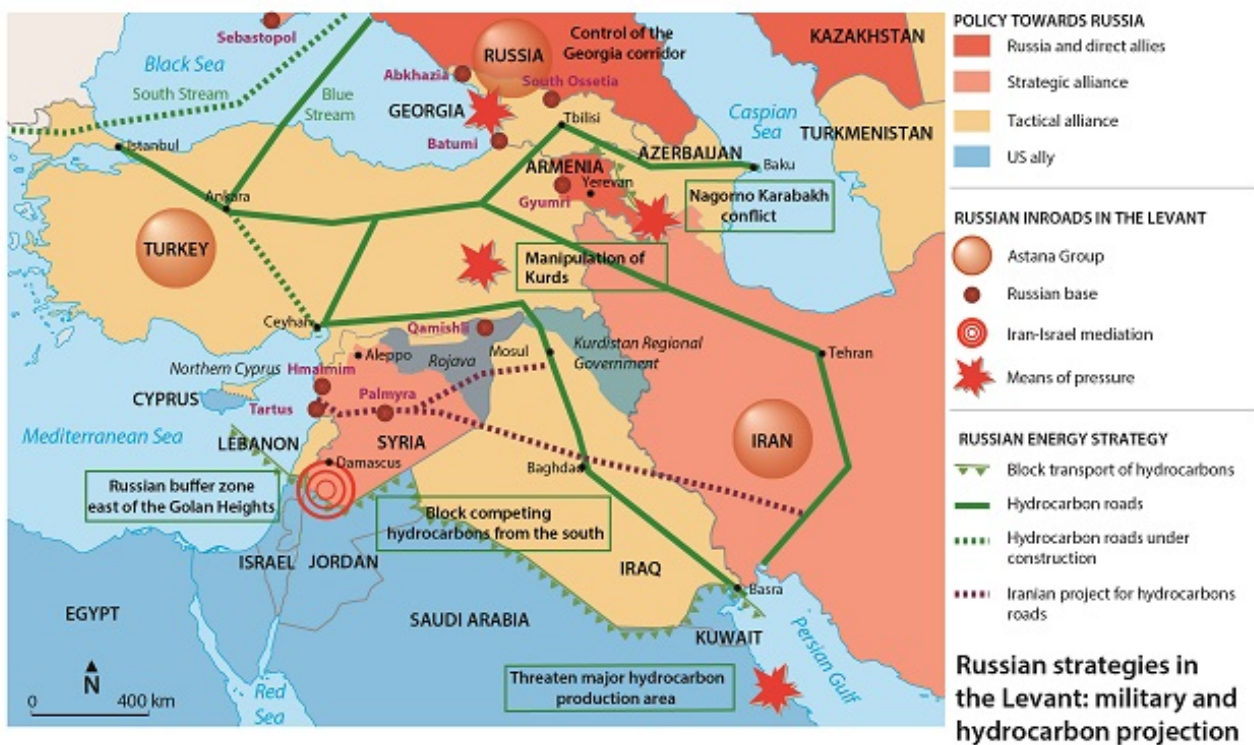 Sebastopol
Black Sea
South Stream
Blue
Stream
RUSSIA
Control of the
Georgia corridor
KAZAKHSTAN
Abkhazia
South Ossetia
GEORGIA
Batumi
Tbilisi
Caspian
Sea
TURKMENISTAN
Istanbul
Ankara
ARMENIA
AZERBAIJAN
Baku
Yerevan
Gyumri
Nagorno Karabakh
conflict
TURKEY
Manipulation of
Kurds
Ceyhan
Qamishli
Mosul
Kurdistan Regional
Government
Tehran
Aleppo
Rojava
Northern Cyprus
Hmaimim
CYPRUS
Tartus
Palmyra
Mediterranean Sea
LEBANON
SYRIA
IRAN
Damascus
Baghdad
Russian buffer zone
east of the Golan Heights
Block competing
hydrocarbons from the south
ISRAEL
JORDAN
IRAQ
Basra
EGYPT
SAUDI ARABIA
KUWAIT
Persian Gulf
Threaten major hydrocarbon
production area
Red
Sea
N
0 400 km
POLICY TOWARDS RUSSIA
Russia and direct allies
Strategic alliance
Tactical alliance
US ally
RUSSIAN INROADS IN THE LEVANT
Astana Group
Russian base
Iran-Israel mediation
Means of pressure
RUSSIAN ENERGY STRATEGY
Block transport of hydrocarbons
Hydrocarbon roads
Hydrocarbon roads under
construction
Iranian project for hydrocarbons
roads
Russian strategies in
the Levant: military and
hydrocarbon projection